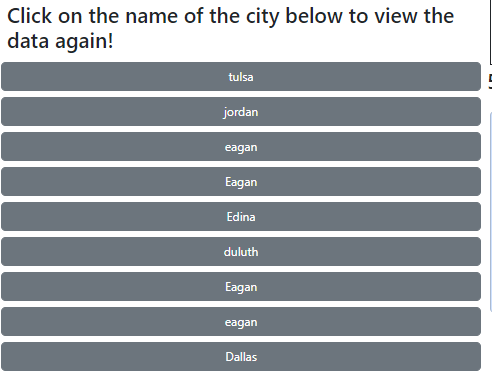 Click on the name of the city below to view the
data again!
tulsa
jordan
eagan
Eagan
Edina
duluth
Eagan
eagan
Dallas